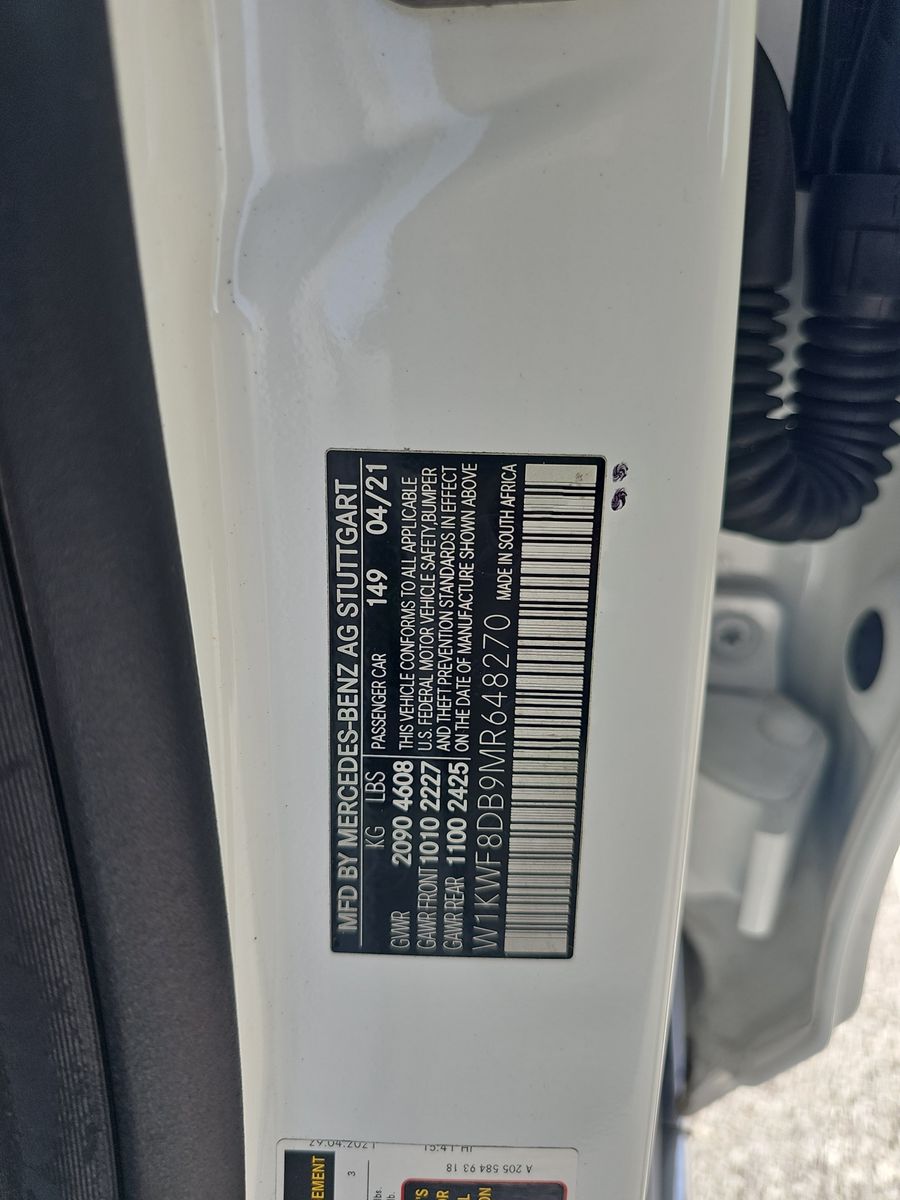 MFD BY MERCEDES-BENZ AG STUTTGART
KG LBS PASSENGER CAR 149 04/21
GVWR 2090 4608 THIS VEHICLE CONFORMS TO ALL APPLICABLE
GAWR FRONT 1010 2227 U.S. FEDERAL MOTOR VEHICLE SAFETY,BUMPER
GAWR REAR 1100 2425 AND THEFT PREVENTION STANDARDS IN EFFECT
ON THE DATE OF MANUFACTURE SHOWN ABOVE
W1KWF8DB9MR648270 MADE IN SOUTH AFRICA
29.04.2021 15:41
A 205 584 93 18
3
lbs.